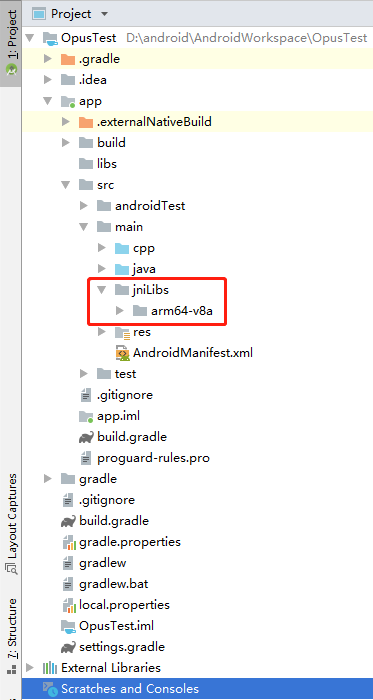 Project
OpusTest D:\android\AndroidWorkspace\OpusTest
.gradle
.idea
app
.externalNativeBuild
build
libs
src
androidTest
main
cpp
java
jniLibs
arm64-v8a
res
AndroidManifest.xml
test
.gitignore
app.iml
build.gradle
proguard-rules.pro
gradle
.gitignore
build.gradle
gradle.properties
gradlew
gradlew.bat
local.properties
OpusTest.iml
settings.gradle
External Libraries
Scratches and Consoles
1: Project
Layout Captures
7: Structure